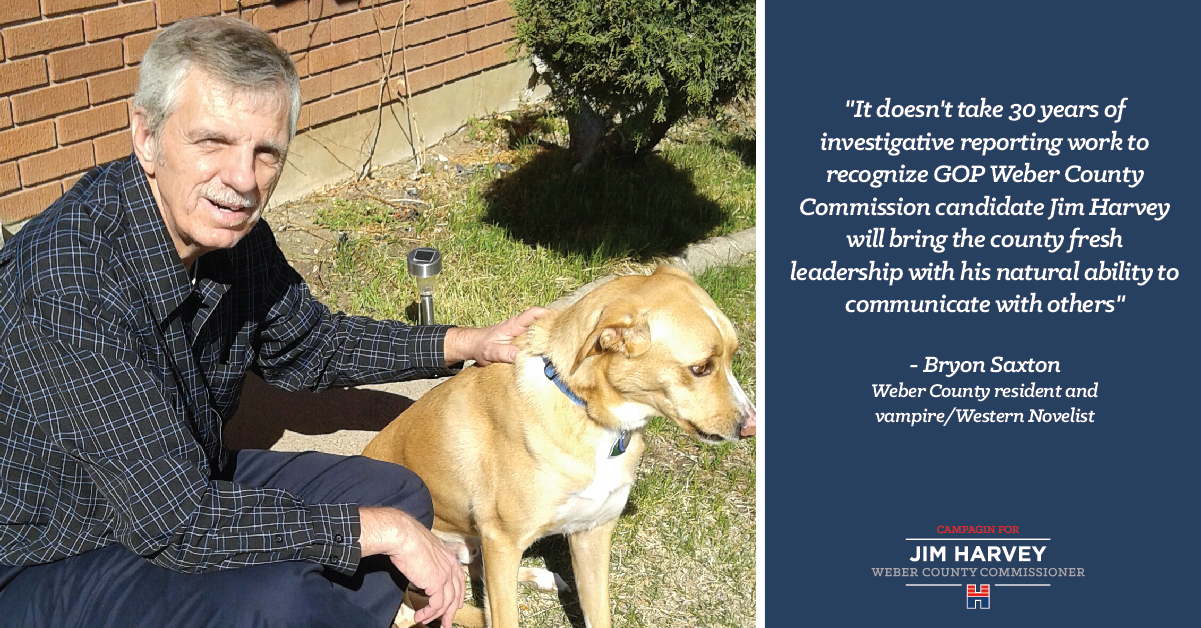 "It doesn't take 30 years of
investigative reporting work to
recognize GOP Weber County
Commission candidate Jim Harvey
will bring the county fresh
leadership with his natural ability to
communicate with others"
- Bryon Saxton
Weber County resident and
vampire/Western Novelist
CAMPAGIN FOR
JIM HARVEY
WEBER COUNTY COMMISSIONER